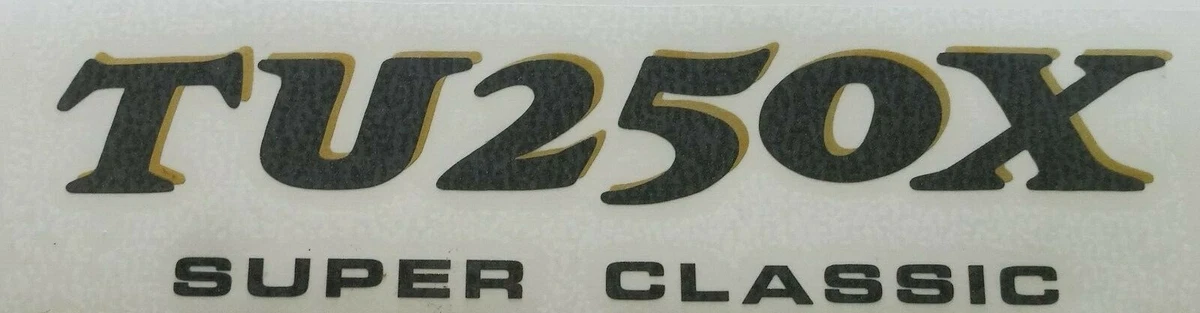 TU250X
SUPER CLASSIC